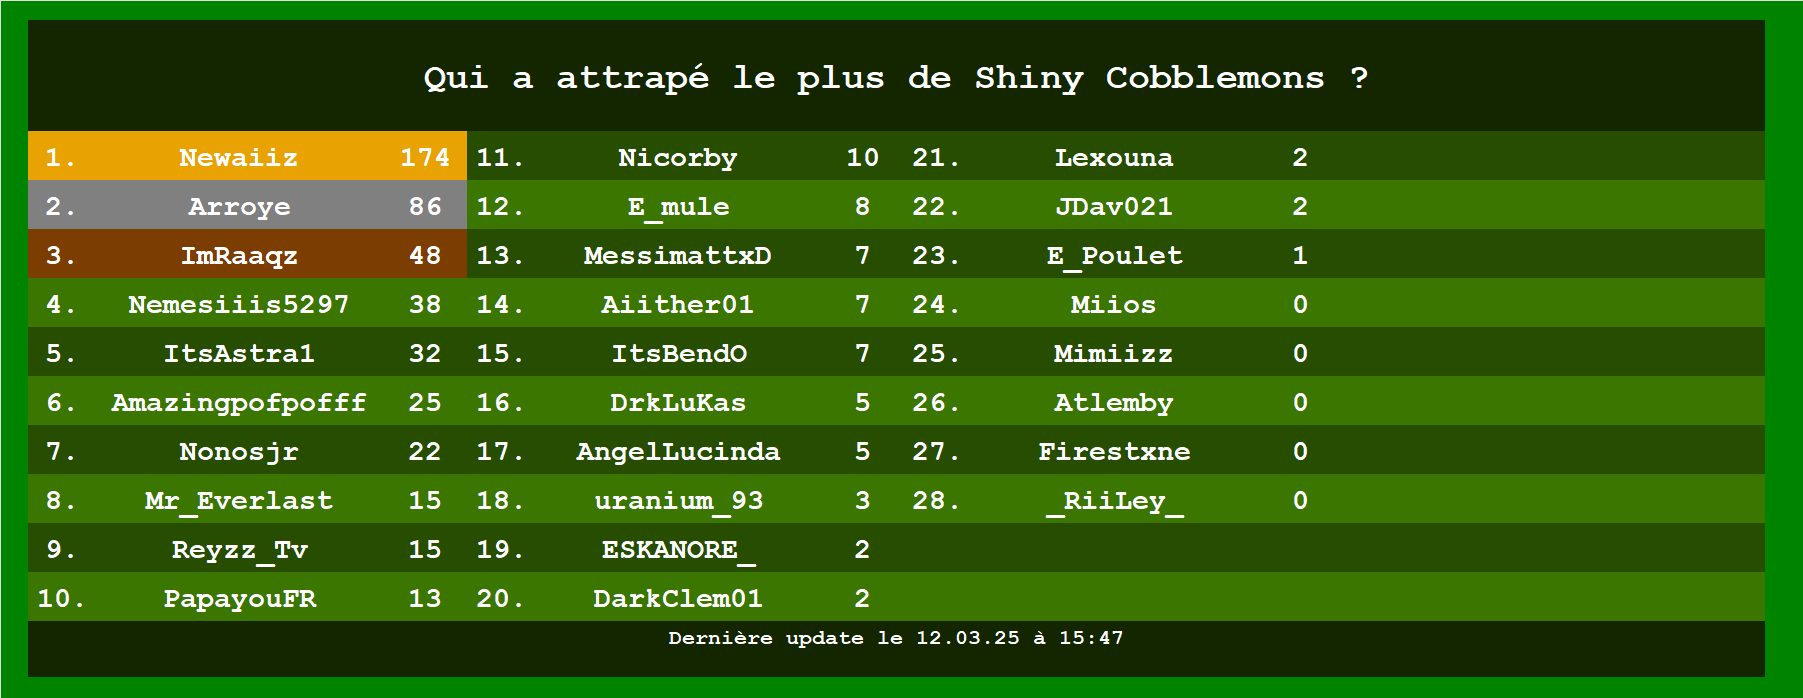 Qui a attrapé le plus de Shiny Cobblemons ?
1. Newaiiz 174 11. Nicorby 10 21. Lexouna 2
2. Arroye 86 12. E_mule 8 22. JDav021 2
3. ImRaaqz 48 13. MessimattxD 7 23. E_Poulet 1
4. Nemesiiis5297 38 14. Aiither01 7 24. Miios 0
5. ItsAstra1 32 15. ItsBendO 7 25. Mimiizz 0
6. Amazingpofpofff 25 16. DrkLuKas 5 26. Atlemby 0
7. Nonosjr 22 17. AngelLucinda 5 27. Firestxne 0
8. Mr_Everlast 15 18. uranium_93 3 28. _RiiLey_ 0
9. Reyzz_Tv 15 19. ESKANORE_ 2
10. PapayouFR 13 20. DarkClem01 2
Dernière update le 12.03.25 à 15:47